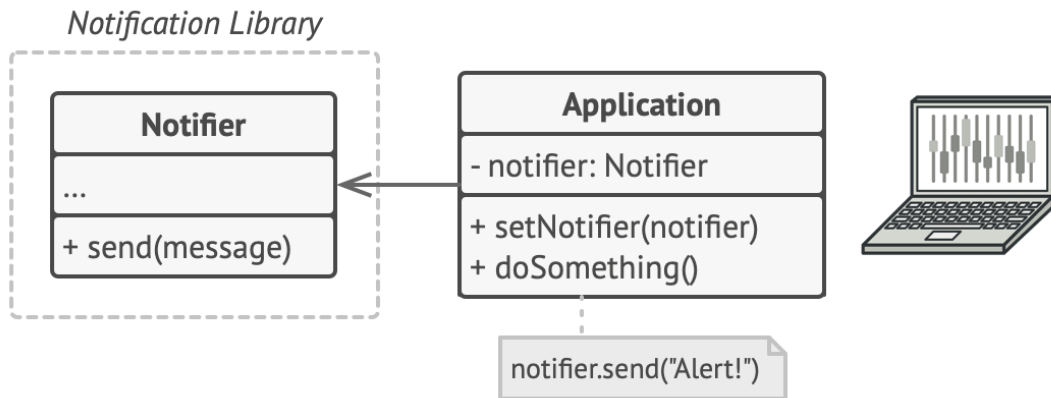 Notification Library
Notifier
...
+ send(message)
Application
- notifier: Notifier
+ setNotifier(notifier)
+ doSomething()
notifier.send("Alert!")